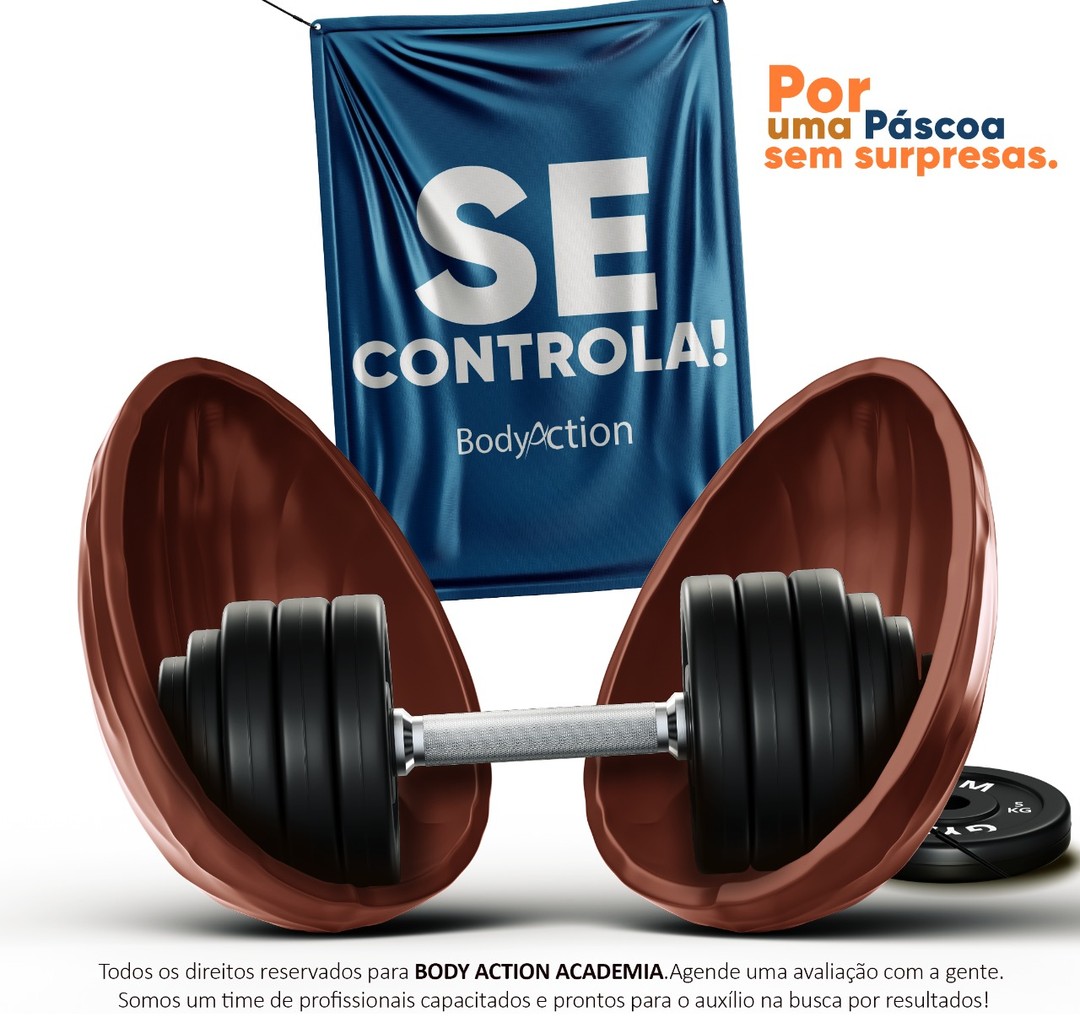 Por
uma Páscoa
sem surpresas.
SE
CONTROLA!
BodyAction
5
KG
Todos os direitos reservados para BODY ACTION ACADEMIA.Agende uma avaliação com a gente.
Somos um time de profissionais capacitados e prontos para o auxílio na busca por resultados!